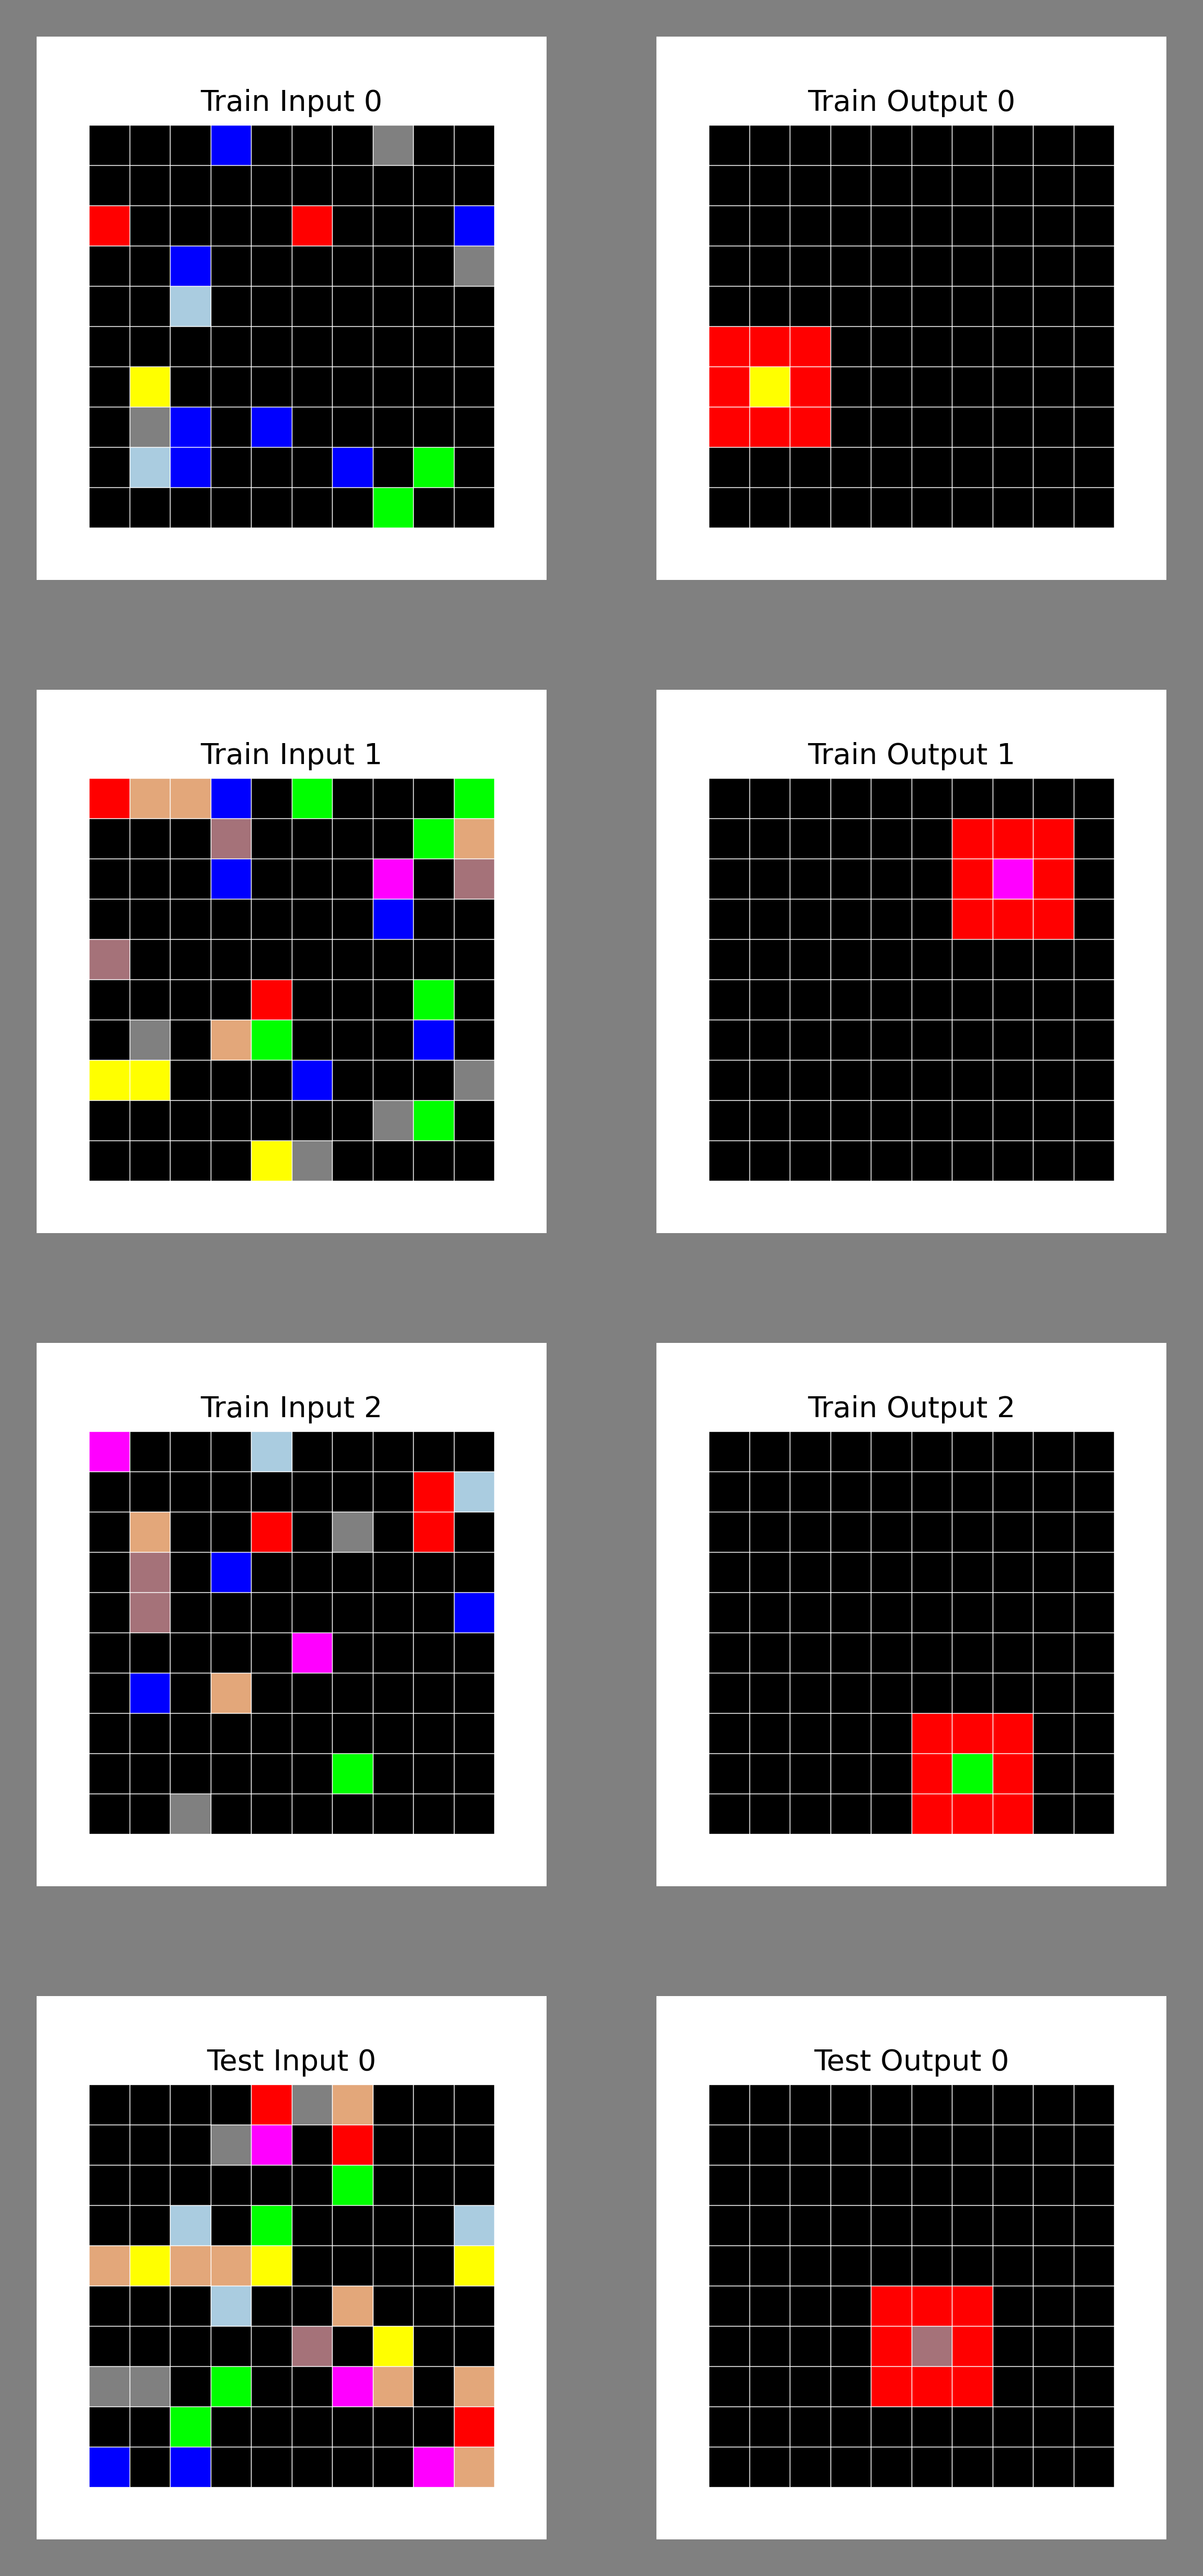 Train Input 0
Train Output 0
Train Input 1
Train Output 1
Train Input 2
Train Output 2
Test Input 0
Test Output 0